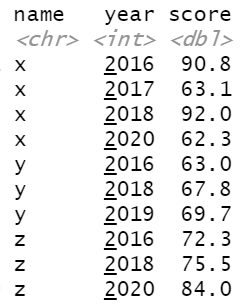 name year score
<chr> <int> <dbl>
x 2016 90.8
x 2017 63.1
x 2018 92.0
x 2020 62.3
y 2016 63.0
y 2018 67.8
y 2019 69.7
z 2016 72.3
z 2018 75.5
z 2020 84.0